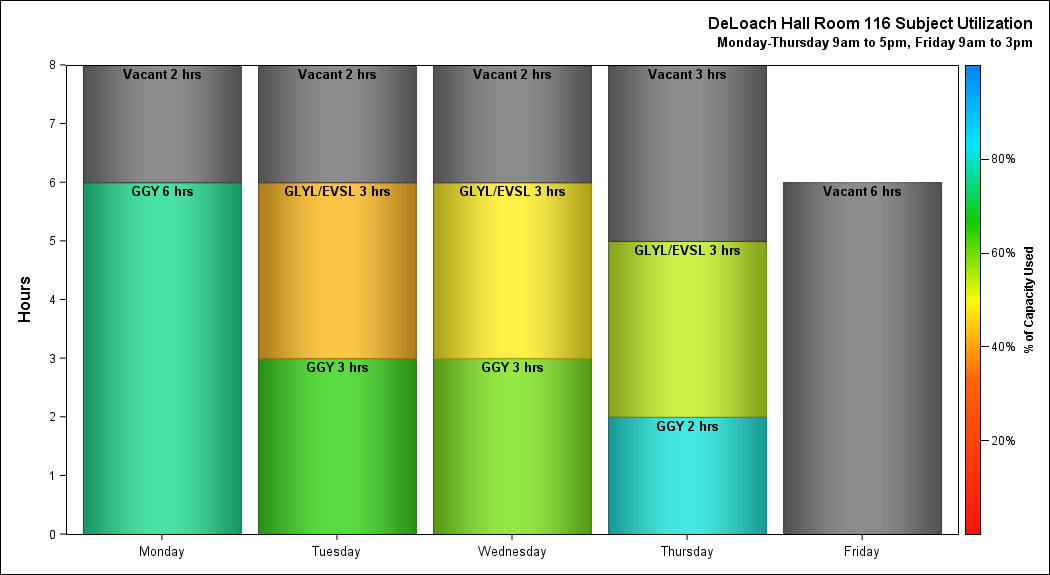 DeLoach Hall Room 116 Subject Utilization
Monday-Thursday 9am to 5pm, Friday 9am to 3pm
8
7
6
5
4
3
2
1
0
Hours
Vacant 2 hrs
GGY 6 hrs
Vacant 2 hrs
GLYL/EVSL 3 hrs
GGY 3 hrs
Vacant 2 hrs
GLYL/EVSL 3 hrs
GGY 3 hrs
Vacant 3 hrs
GLYL/EVSL 3 hrs
GGY 2 hrs
Vacant 6 hrs
Monday
Tuesday
Wednesday
Thursday
Friday
80%
60%
40%
20%
% of Capacity Used